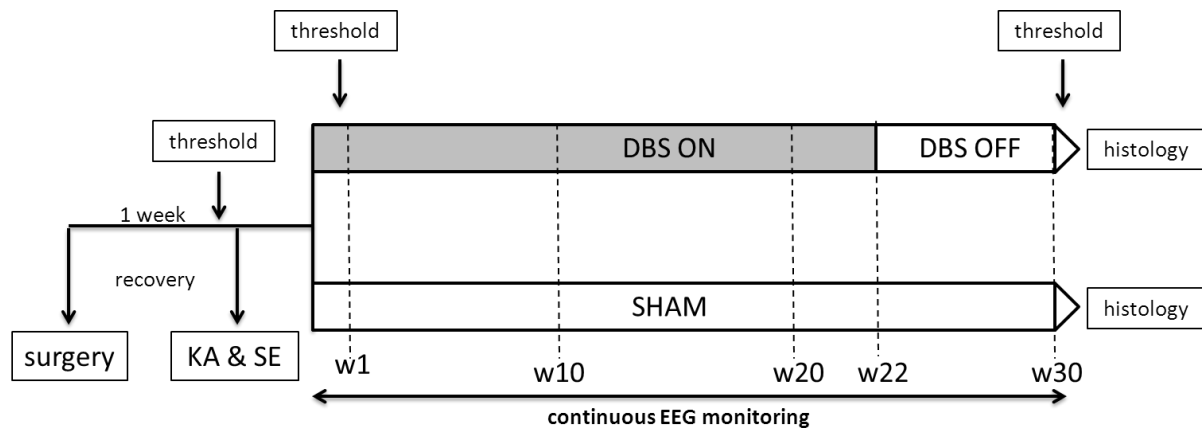 threshold
threshold
threshold
DBS ON
DBS OFF
histology
1 week
recovery
SHAM
histology
surgery
KA & SE
w1
w10
w20
w22
w30
continuous EEG monitoring